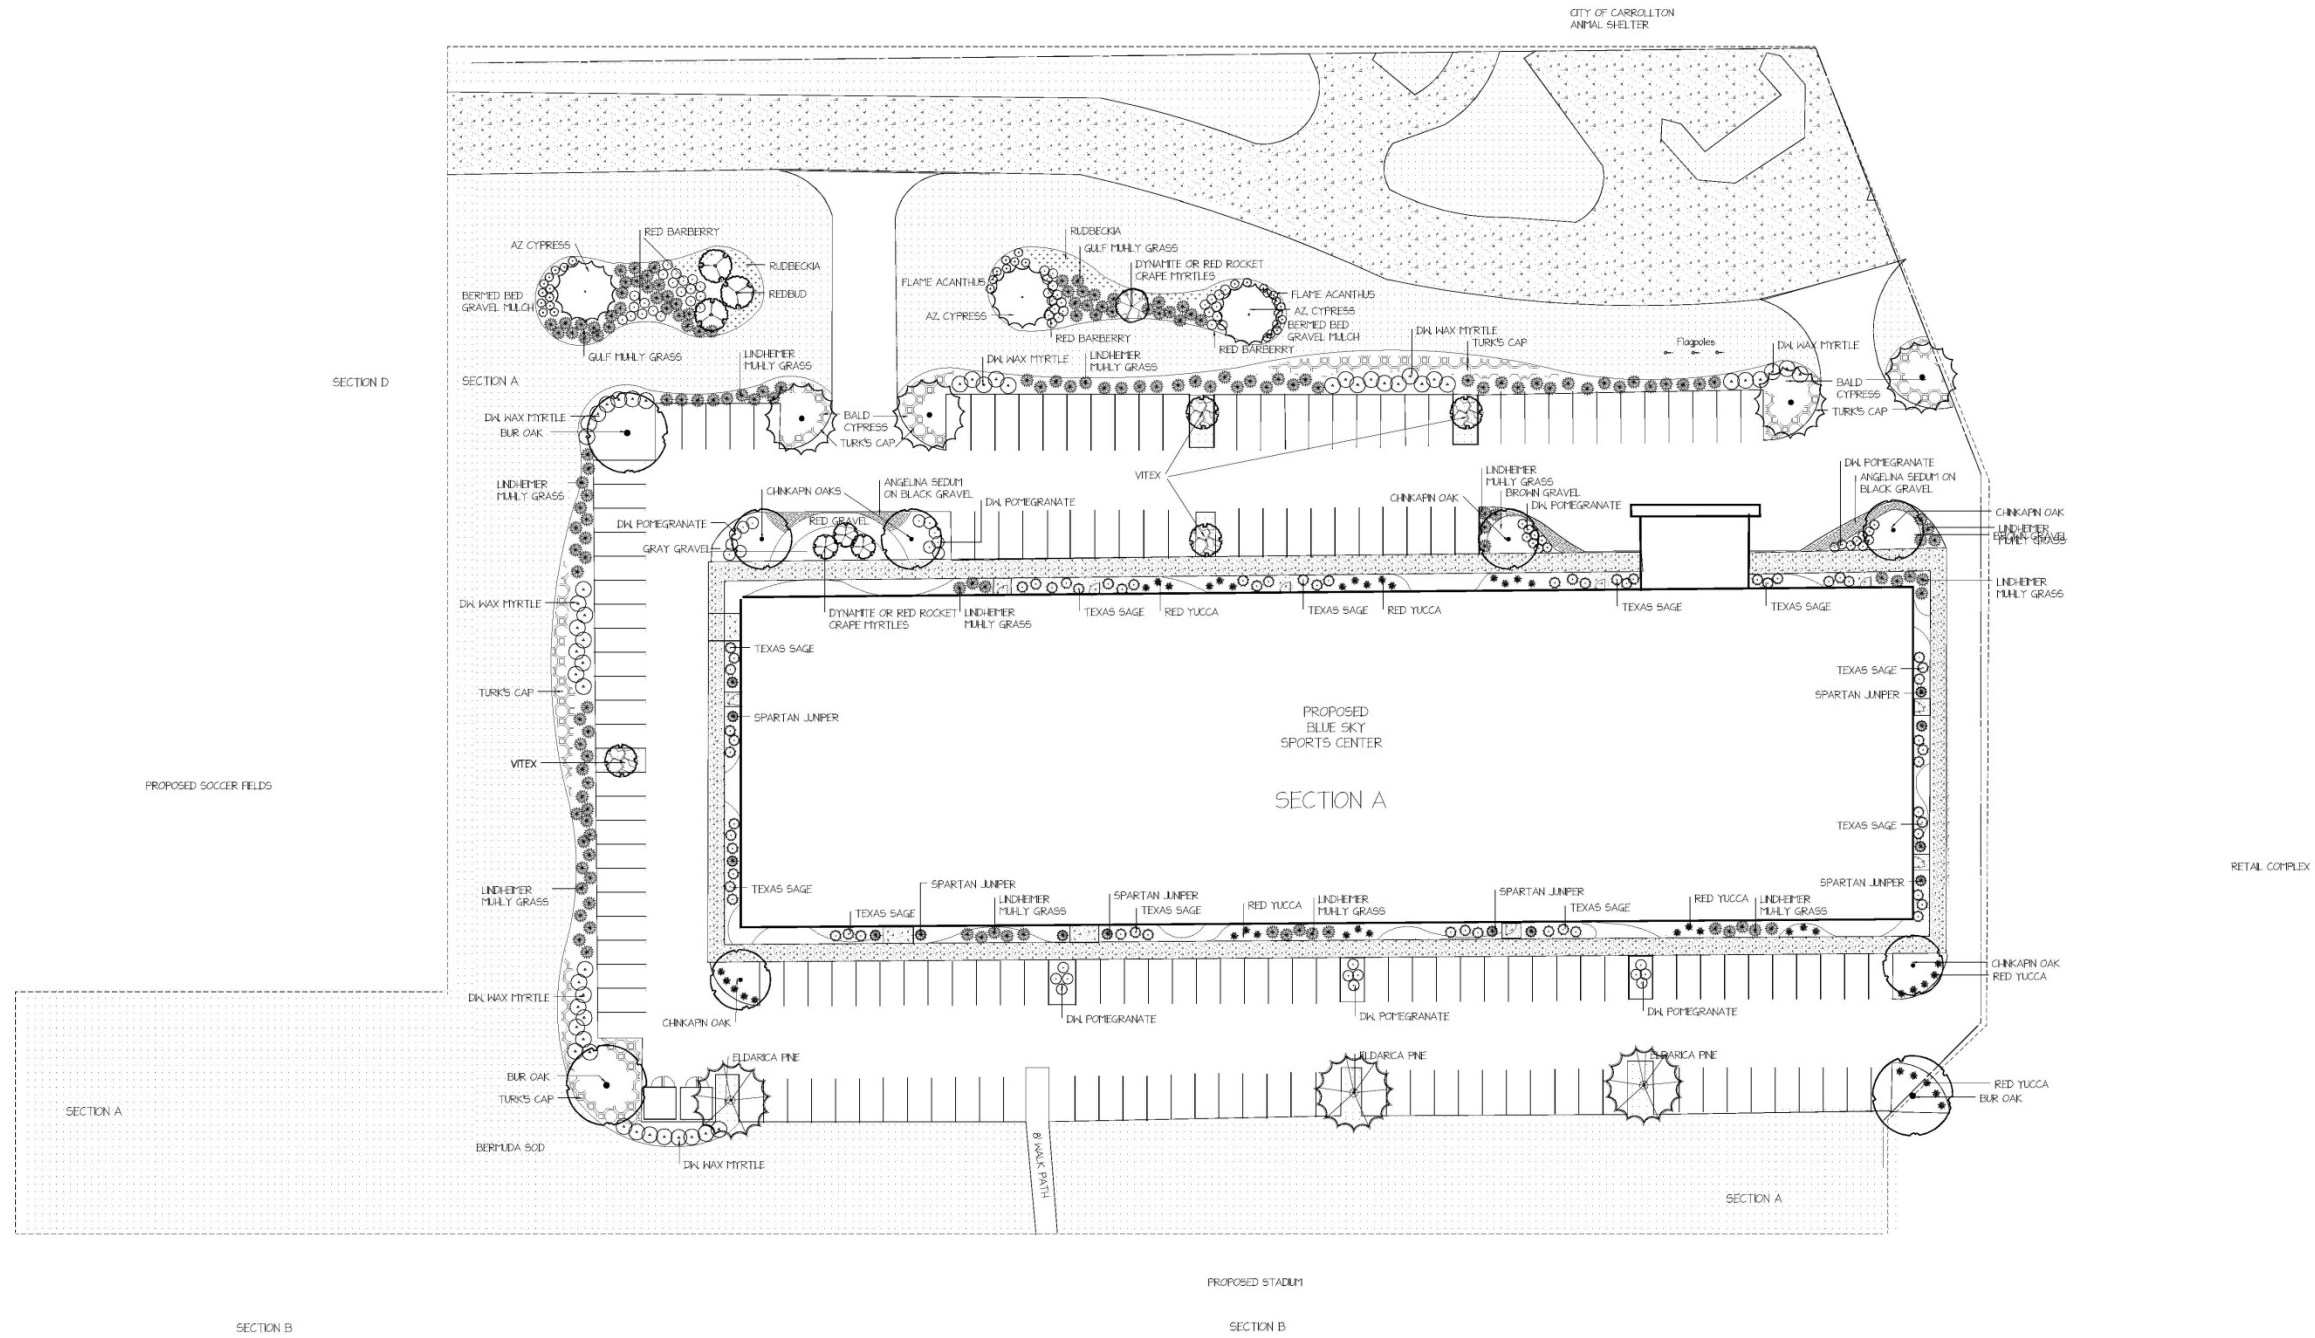 CITY OF CARROLLTON
ANIMAL SHELTER
RED BARBERRY
AZ CYPRESS
RUDBECKIA
REDBUD
BERMED BED
GRAVEL MULCH
GULF MUHLY GRASS
LINDHEIMER
MUHLY GRASS
RUDBECKIA
GULF MUHLY GRASS
DYNAMITE OR RED ROCKET
CRAPE MYRTLES
FLAME ACANTHUS
AZ. CYPRESS
FLAME ACANTHUS
AZ. CYPRESS
BERMED BED
GRAVEL MULCH
RED BARBERRY
RED BARBERRY
DW. WAX MYRTLE
LINDHEIMER
MUHLY GRASS
DW. WAX MYRTLE
TURK'S CAP
Flagpoles
DW. WAX MYRTLE
SECTION D
SECTION A
DW. WAX MYRTLE
BUR OAK
BALD
CYPRESS
TURK'S CAP
BALD
CYPRESS
TURK'S CAP
VITEX
LINDHEIMER
MUHLY GRASS
CHINKAPIN OAKS
ANGELINA SEDUM
ON BLACK GRAVEL
DW. POMEGRANATE
DW. POMEGRANATE
RED GRAVEL
GRAY GRAVEL
LINDHEIMER
MUHLY GRASS
BROWN GRAVEL
DW. POMEGRANATE
CHINKAPIN OAK
DW. POMEGRANATE
ANGELINA SEDUM ON
BLACK GRAVEL
CHINKAPIN OAK
LINDHEIMER
MUHLY GRASS
BROWN GRAVEL
LINDHEIMER
MUHLY GRASS
DW. WAX MYRTLE
DYNAMITE OR RED ROCKET
CRAPE MYRTLES
LINDHEIMER
MUHLY GRASS
TEXAS SAGE
RED YUCCA
TEXAS SAGE
RED YUCCA
TEXAS SAGE
TEXAS SAGE
TEXAS SAGE
TURK'S CAP
SPARTAN JUNIPER
VITEX
TEXAS SAGE
SPARTAN JUNIPER
PROPOSED
BLUE SKY
SPORTS CENTER
SECTION A
PROPOSED SOCCER FIELDS
TEXAS SAGE
SPARTAN JUNIPER
RETAIL COMPLEX
LINDHEIMER
MUHLY GRASS
TEXAS SAGE
TEXAS SAGE
SPARTAN JUNIPER
LINDHEIMER
MUHLY GRASS
SPARTAN JUNIPER
TEXAS SAGE
RED YUCCA
LINDHEIMER
MUHLY GRASS
SPARTAN JUNIPER
TEXAS SAGE
RED YUCCA
LINDHEIMER
MUHLY GRASS
DW. WAX MYRTLE
CHINKAPIN OAK
DW. POMEGRANATE
DW. POMEGRANATE
DW. POMEGRANATE
CHINKAPIN OAK
RED YUCCA
ELDARICA PINE
ELDARICA PINE
ELDARICA PINE
BUR OAK
TURK'S CAP
RED YUCCA
BUR OAK
SECTION A
BERMUDA SOD
DW. WAX MYRTLE
8' WALK PATH
SECTION A
PROPOSED STADIUM
SECTION B
SECTION B